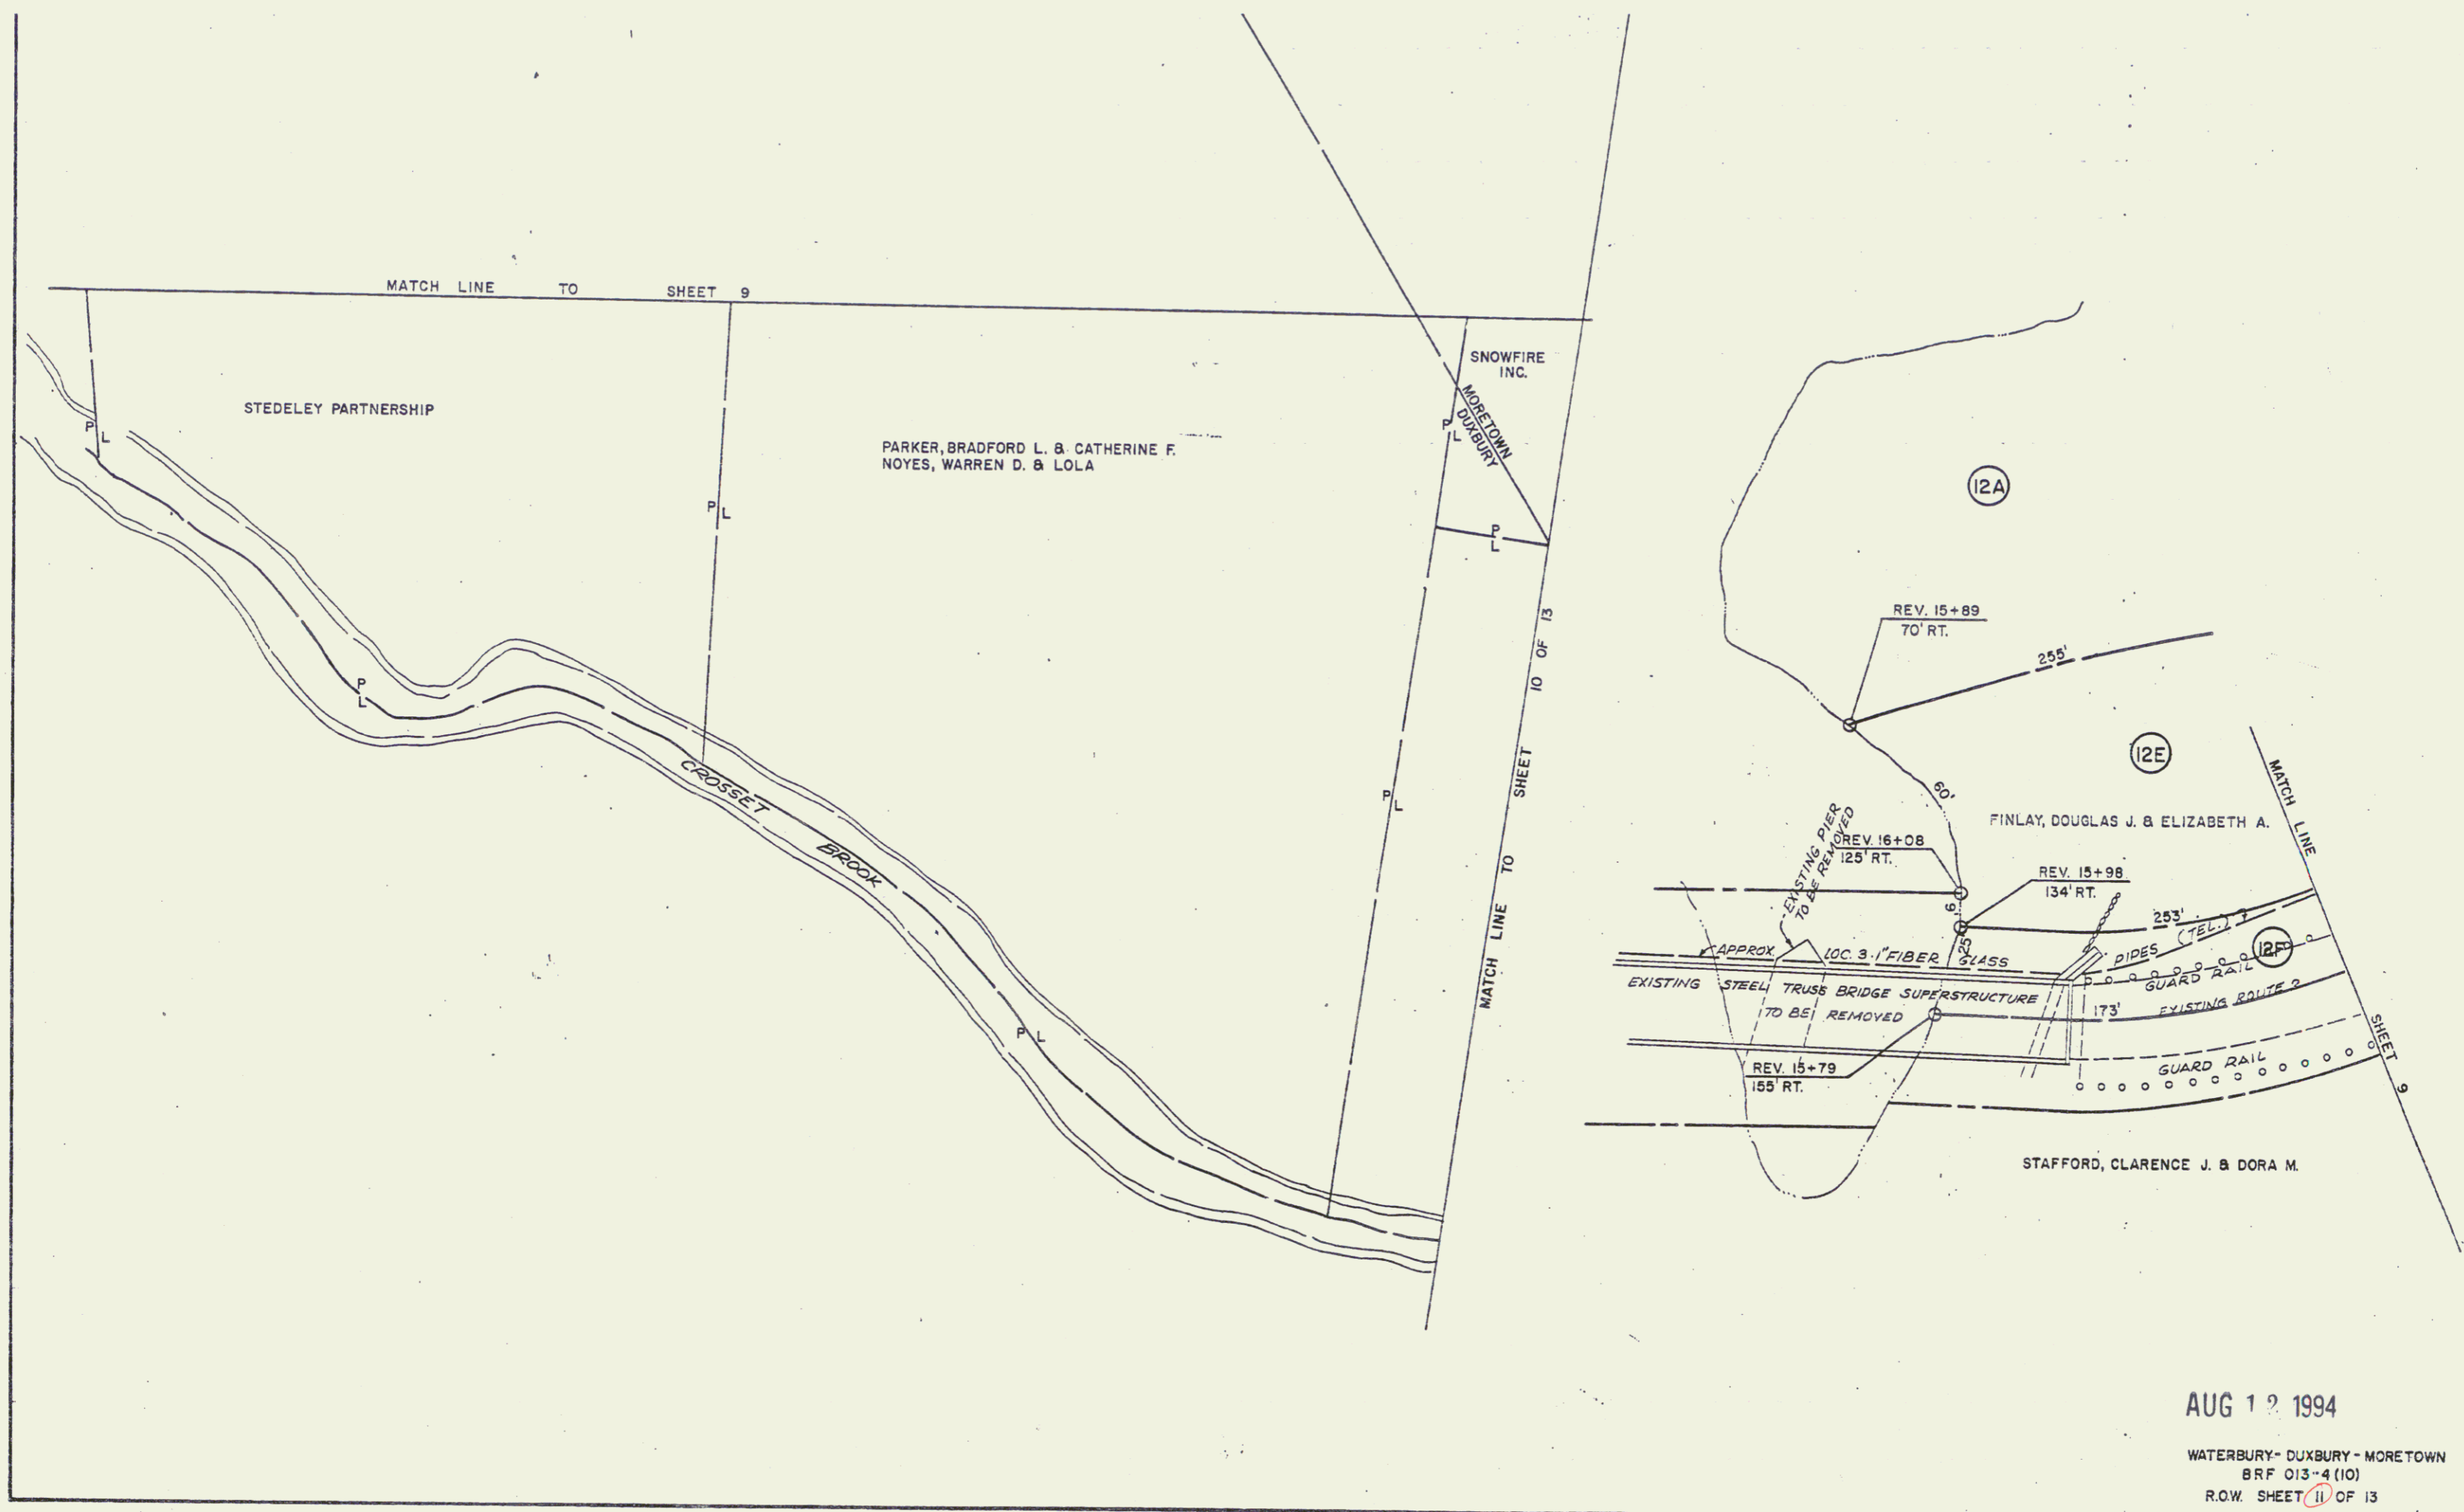 MATCH LINE TO SHEET 9
STEDELEY PARTNERSHIP
PARKER, BRADFORD L. & CATHERINE F.
NOYES, WARREN D. & LOLA
SNOWFIRE
INC.
MORETOWN
DUXBURY
P L
P L
P L
P L
P L
P L
P L
CROSSET BROOK
MATCH LINE TO SHEET 10 OF 13
12A
REV. 15+89
70' RT.
255'
12E
60'
FINLAY, DOUGLAS J. & ELIZABETH A.
MATCH LINE SHEET 9
EXISTING PIER
TO BE REMOVED
REV. 16+08
125' RT.
REV. 15+98
134' RT.
253'
25'
12F
APPROX. LOC. 3-1" FIBER GLASS PIPES (TEL.)
GUARD RAIL
EXISTING STEEL TRUSS BRIDGE SUPERSTRUCTURE
TO BE REMOVED
173'
EXISTING ROUTE 2
REV. 15+79
155' RT.
GUARD RAIL
STAFFORD, CLARENCE J. & DORA M.
AUG 12 1994
WATERBURY - DUXBURY - MORETOWN
BRF 013-4(10)
R.O.W. SHEET 11 OF 13